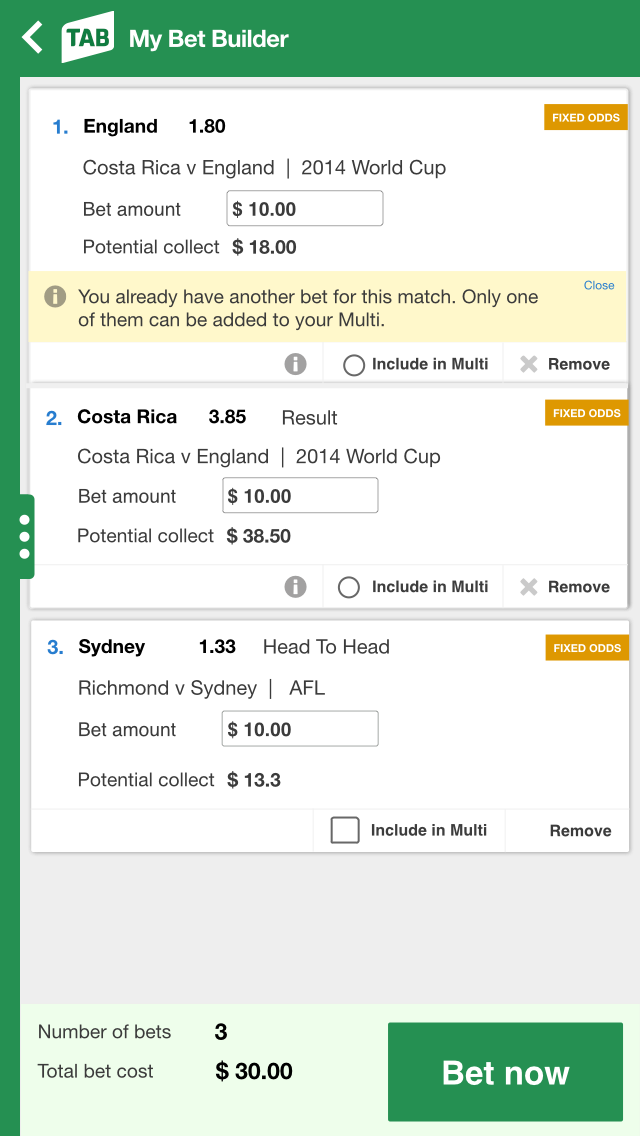 TAB My Bet Builder
1. England 1.80 FIXED ODDS
Costa Rica v England | 2014 World Cup
Bet amount $ 10.00
Potential collect $ 18.00
Close
You already have another bet for this match. Only one
of them can be added to your Multi.
Include in Multi Remove
2. Costa Rica 3.85 Result FIXED ODDS
Costa Rica v England | 2014 World Cup
Bet amount $ 10.00
Potential collect $ 38.50
Include in Multi Remove
3. Sydney 1.33 Head To Head FIXED ODDS
Richmond v Sydney | AFL
Bet amount $ 10.00
Potential collect $ 13.3
Include in Multi Remove
Number of bets 3
Total bet cost $ 30.00
Bet now